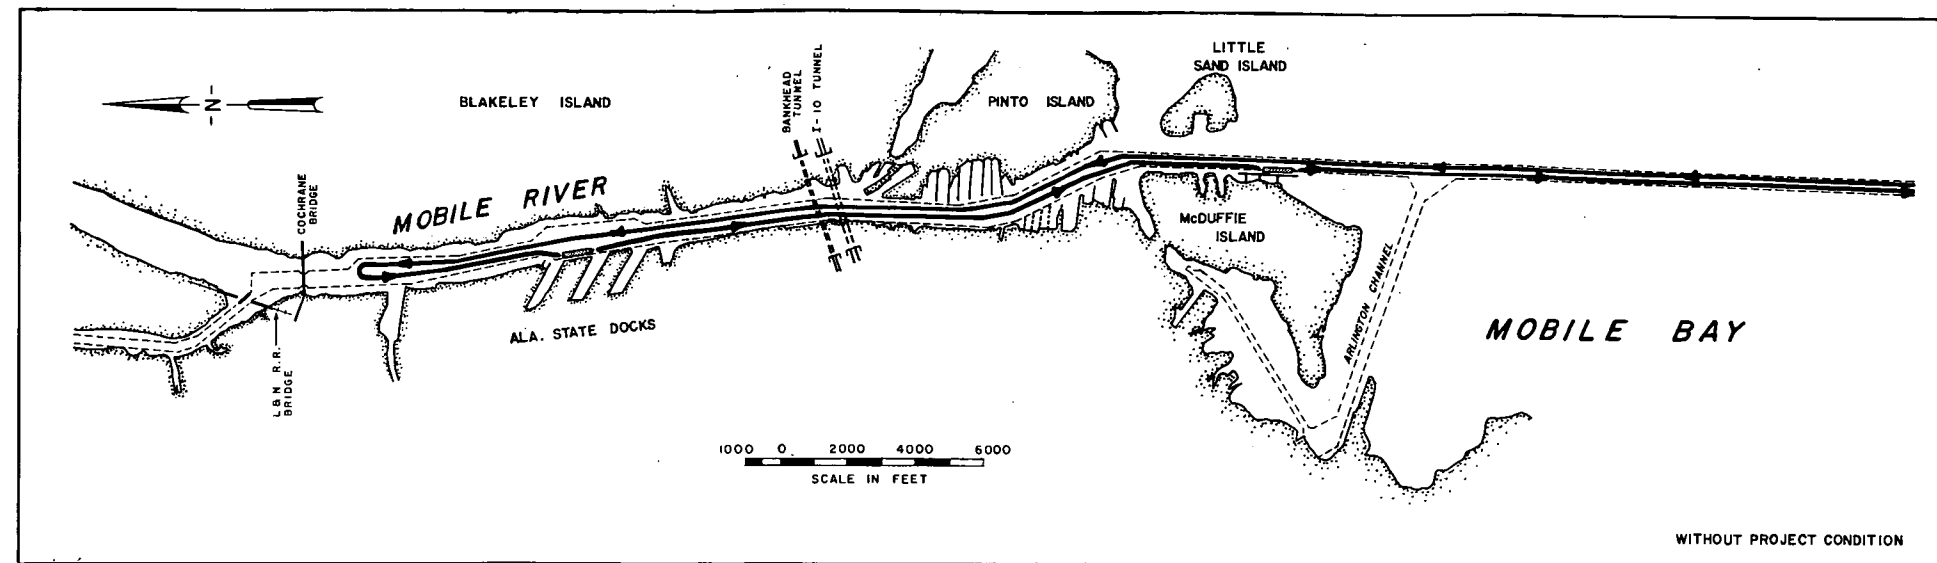 LITTLE
SAND ISLAND
-N-
BLAKELEY ISLAND
BANKHEAD
TUNNEL
I-10 TUNNEL
PINTO ISLAND
COCHRANE
BRIDGE
MOBILE RIVER
McDUFFIE
ISLAND
ARLINGTON CHANNEL
MOBILE BAY
ALA. STATE DOCKS
L&N R.R.
BRIDGE
1000 0 2000 4000 6000
SCALE IN FEET
WITHOUT PROJECT CONDITION